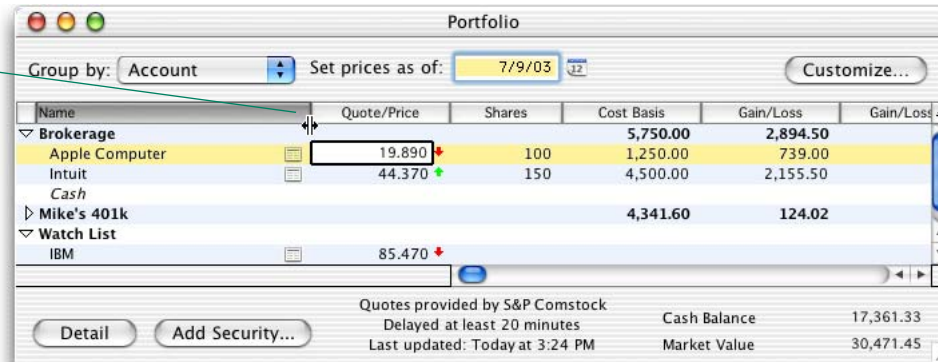 Portfolio
Group by: Account Set prices as of: 7/9/03 12 Customize...
Name Quote/Price Shares Cost Basis Gain/Loss Gain/Loss
Brokerage 5,750.00 2,894.50
Apple Computer 19.890 100 1,250.00 739.00
Intuit 44.370 150 4,500.00 2,155.50
Cash
Mike's 401k 4,341.60 124.02
Watch List
IBM 85.470
Quotes provided by S&P Comstock
Delayed at least 20 minutes
Last updated: Today at 3:24 PM
Detail Add Security...
Cash Balance 17,361.33
Market Value 30,471.45